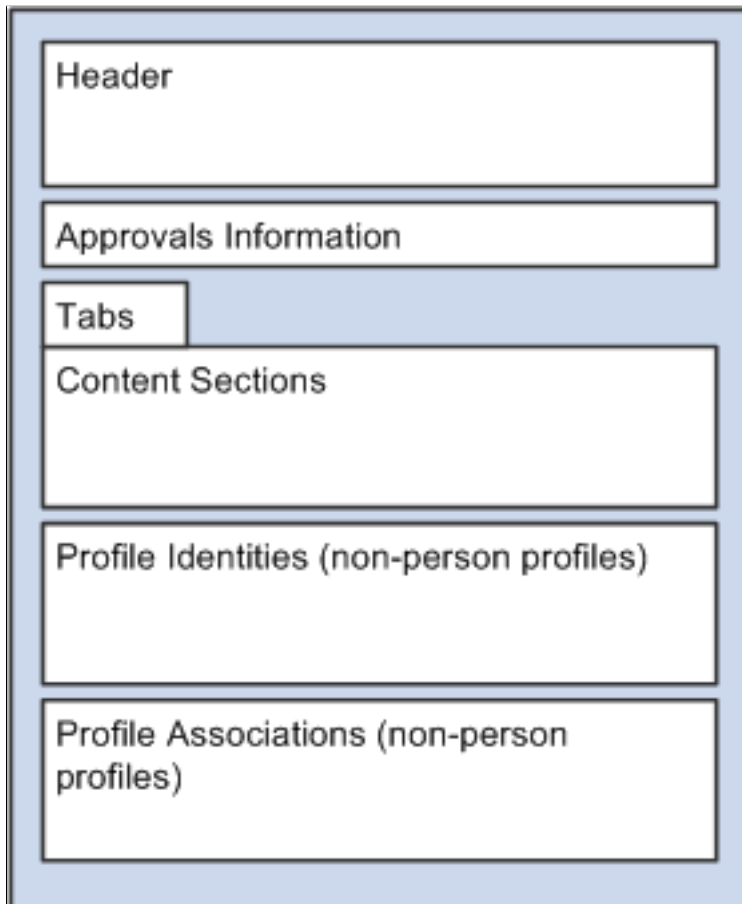 Header
Approvals Information
Tabs
Content Sections
Profile Identities (non-person profiles)
Profile Associations (non-person
profiles)